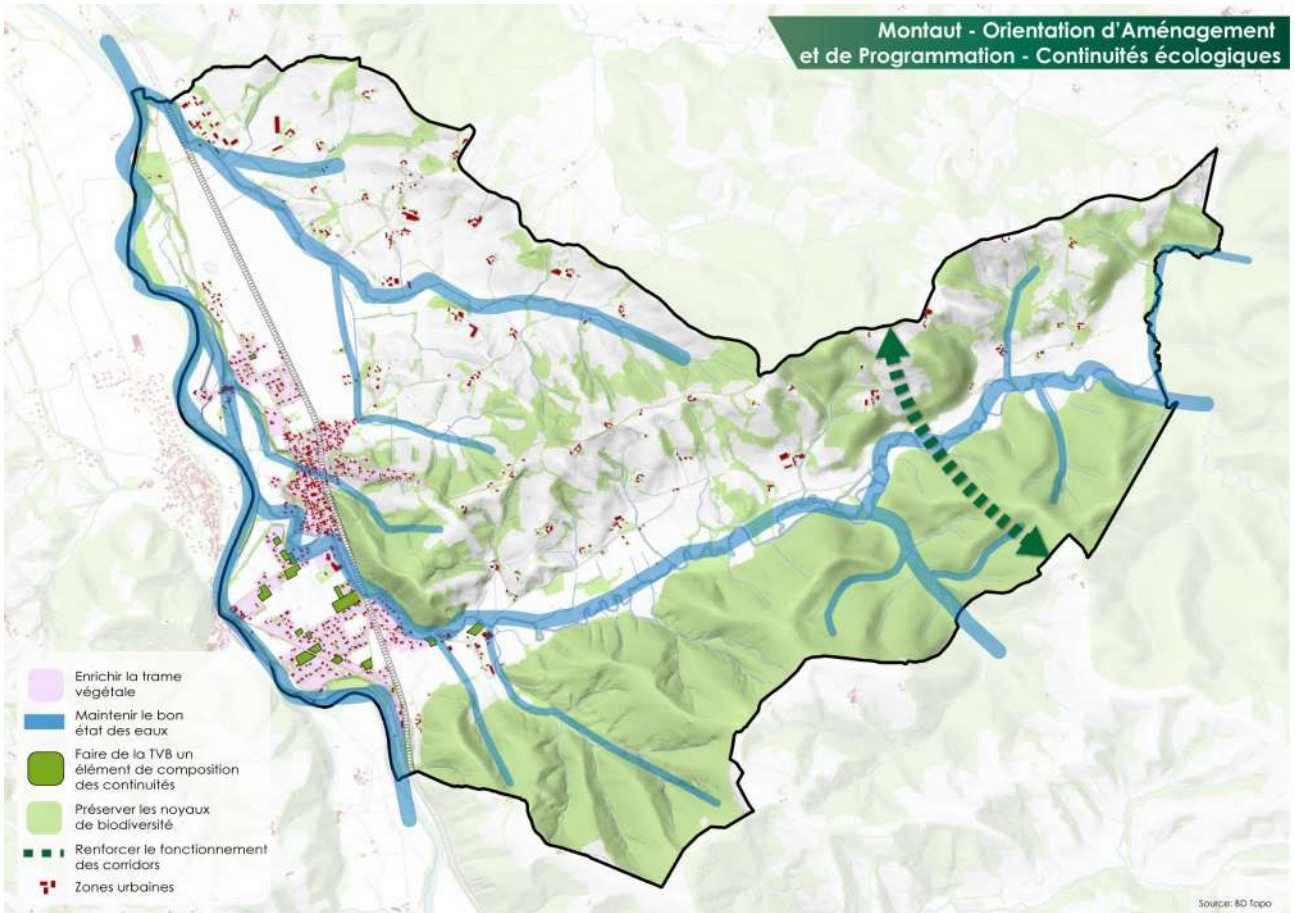 Montaut - Orientation d'Aménagement
et de Programmation - Continuités écologiques
Enrichir la trame
végétale
Maintenir le bon
état des eaux
Faire de la TVB un
élément de composition
des continuités
Préserver les noyaux
de biodiversité
Renforcer le fonctionnement
des corridors
Zones urbaines
Source: BD Topo